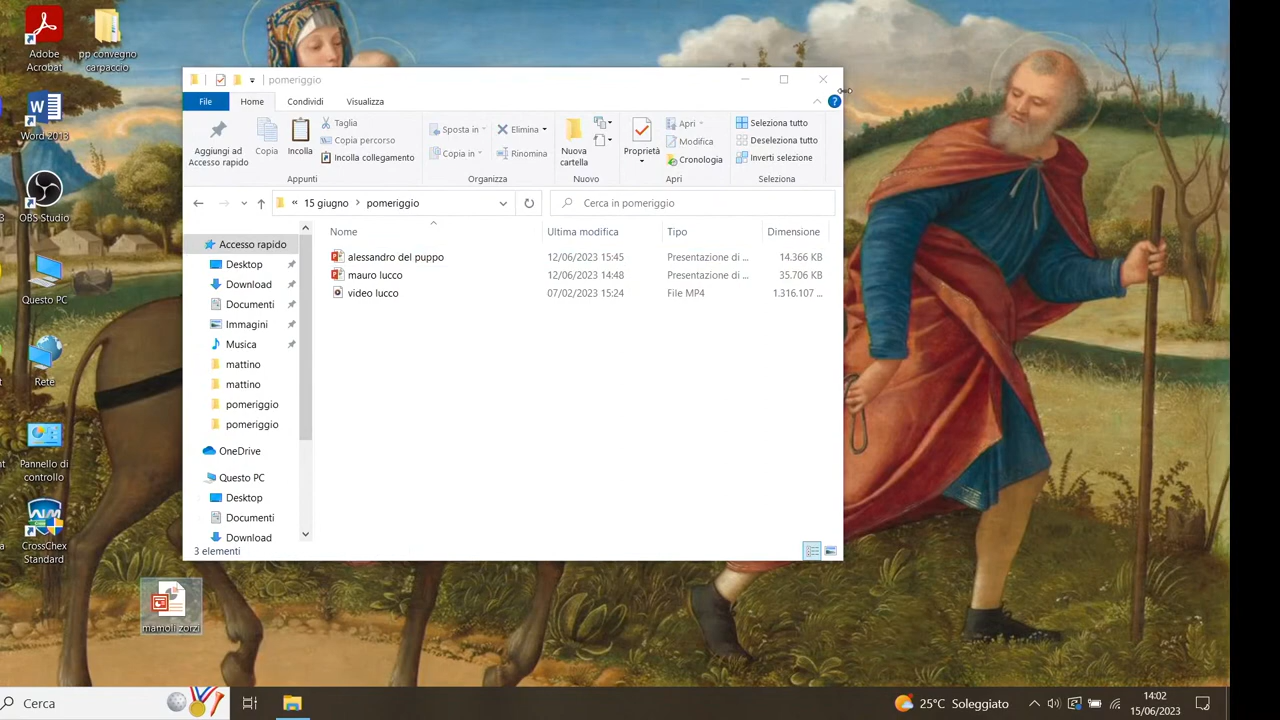 Adobe
Acrobat
pp convegno
carpaccio
Word 2013
OBS Studio
Questo PC
Rete
Pannello di
controllo
CrossChex
Standard
mamoli zorzi
pomeriggio
File
Home
Condividi
Visualizza
Aggiungi ad
Accesso rapido
Copia
Incolla
Taglia
Copia percorso
Incolla collegamento
Appunti
Sposta in
Copia in
Elimina
Rinomina
Organizza
Nuova
cartella
Nuovo
Proprietà
Apri
Modifica
Cronologia
Apri
Seleziona tutto
Deseleziona tutto
Inverti selezione
Seleziona
« 15 giugno > pomeriggio
Cerca in pomeriggio
Nome Ultima modifica Tipo Dimensione
alessandro del puppo 12/06/2023 15:45 Presentazione di ... 14.366 KB
mauro lucco 12/06/2023 14:48 Presentazione di ... 35.706 KB
video lucco 07/02/2023 15:24 File MP4 1.316.107 ...
Accesso rapido
Desktop
Download
Documenti
Immagini
Musica
mattino
mattino
pomeriggio
pomeriggio
OneDrive
Questo PC
Desktop
Documenti
Download
3 elementi
Cerca
25°C Soleggiato
14:02
15/06/2023